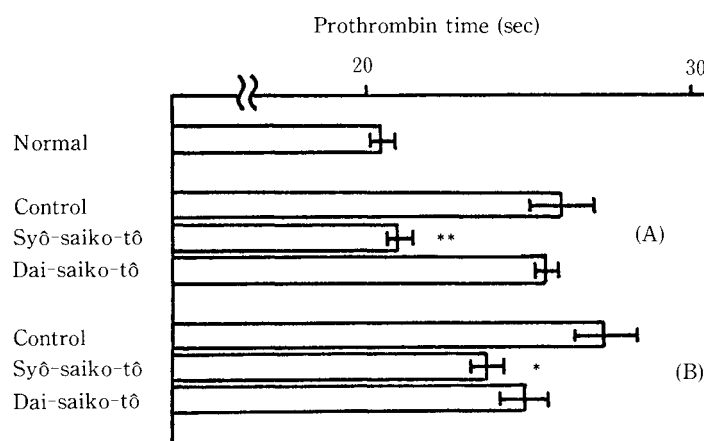 Prothrombin time (sec)
20 30
Normal
Control
Syô-saiko-tô ** (A)
Dai-saiko-tô
Control
Syô-saiko-tô * (B)
Dai-saiko-tô